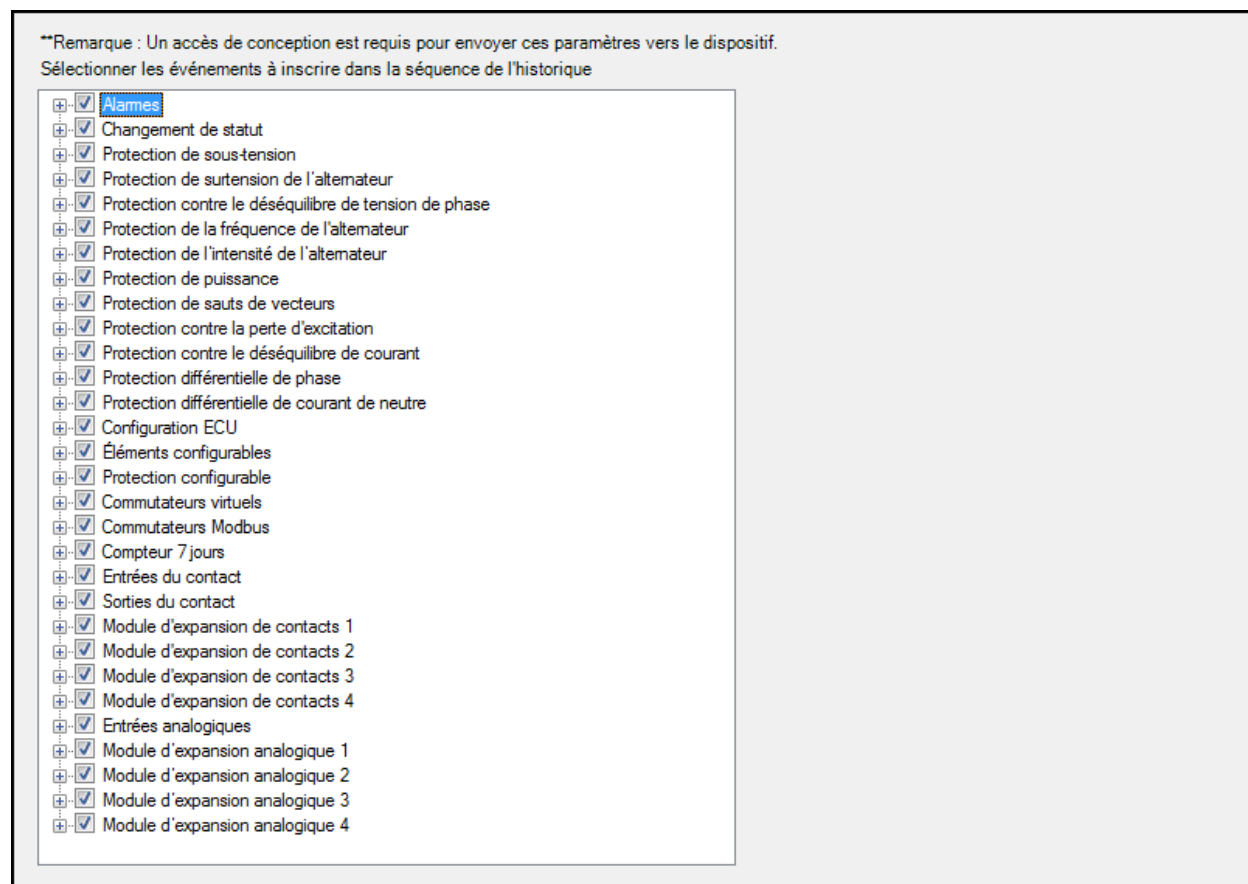 **Remarque : Un accès de conception est requis pour envoyer ces paramètres vers le dispositif.
Sélectionner les événements à inscrire dans la séquence de l'historique
Alarmes
Changement de statut
Protection de sous-tension
Protection de surtension de l'alternateur
Protection contre le déséquilibre de tension de phase
Protection de la fréquence de l'alternateur
Protection de l'intensité de l'alternateur
Protection de puissance
Protection de sauts de vecteurs
Protection contre la perte d'excitation
Protection contre le déséquilibre de courant
Protection différentielle de phase
Protection différentielle de courant de neutre
Configuration ECU
Éléments configurables
Protection configurable
Commutateurs virtuels
Commutateurs Modbus
Compteur 7 jours
Entrées du contact
Sorties du contact
Module d'expansion de contacts 1
Module d'expansion de contacts 2
Module d'expansion de contacts 3
Module d'expansion de contacts 4
Entrées analogiques
Module d'expansion analogique 1
Module d'expansion analogique 2
Module d'expansion analogique 3
Module d'expansion analogique 4